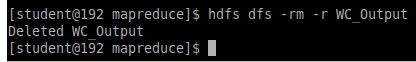 [student@192 mapreduce]$ hdfs dfs -rm -r WC_Output
Deleted WC_Output
[student@192 mapreduce]$